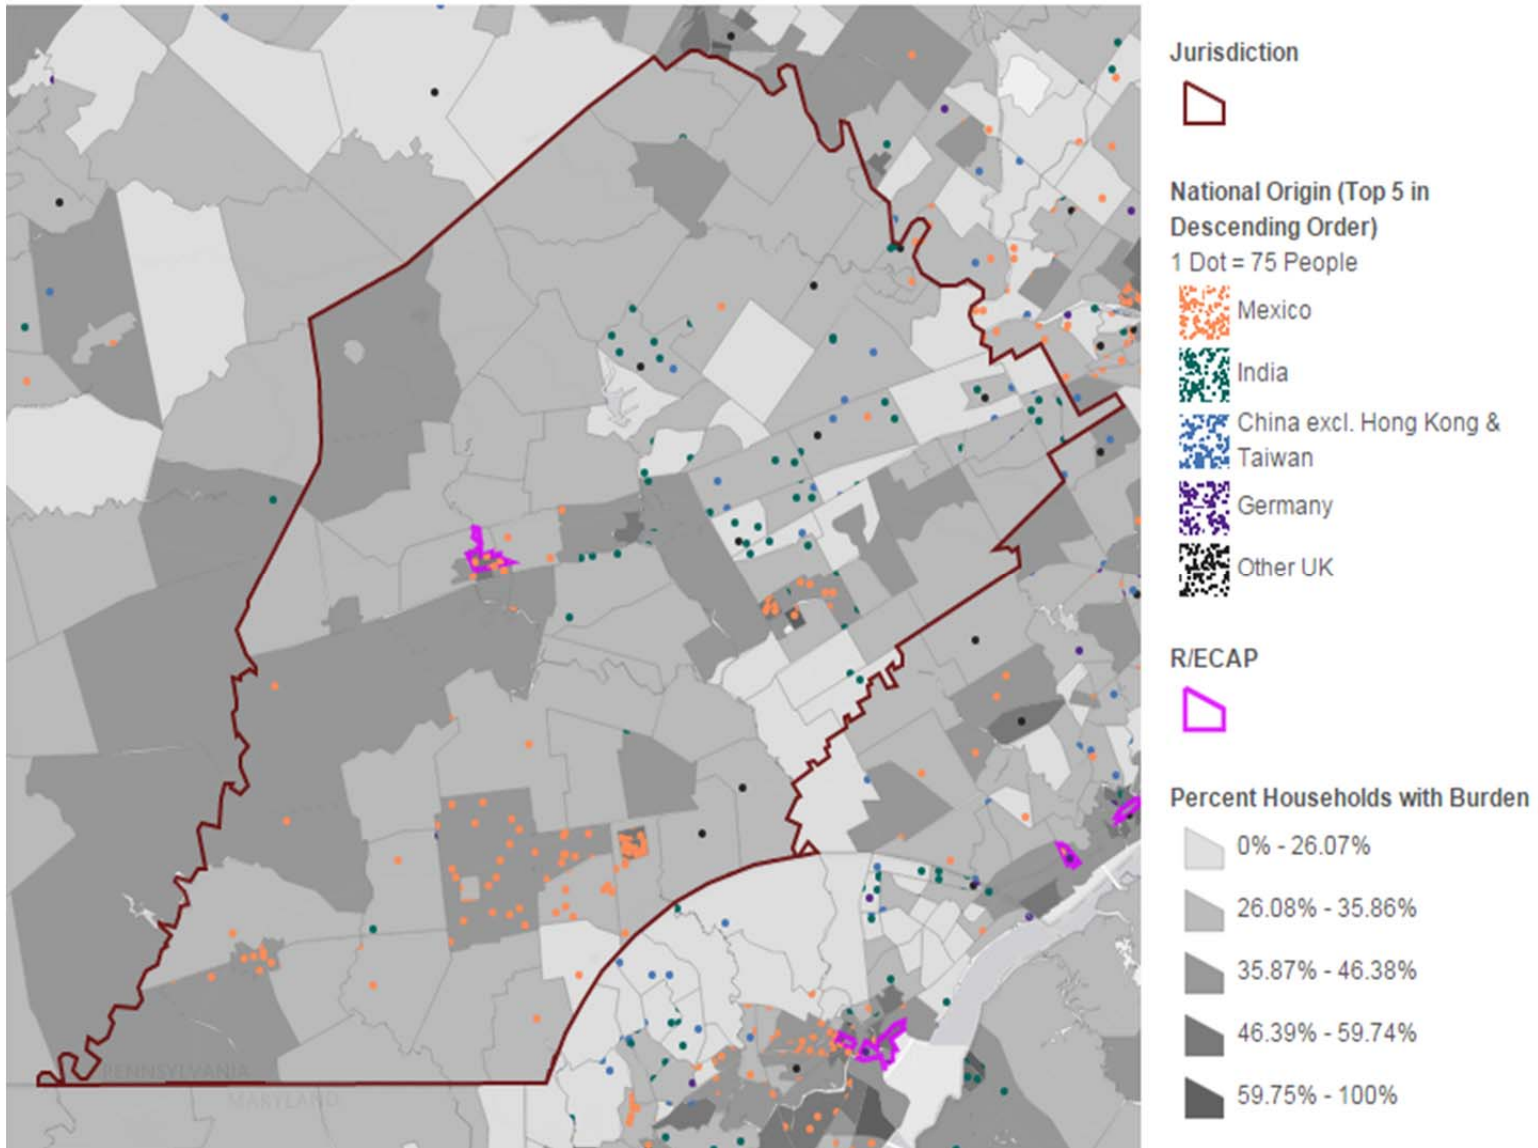 Jurisdiction
National Origin (Top 5 in
Descending Order)
1 Dot = 75 People
Mexico
India
China excl. Hong Kong &
Taiwan
Germany
Other UK
R/ECAP
Percent Households with Burden
0% - 26.07%
26.08% - 35.86%
35.87% - 46.38%
46.39% - 59.74%
59.75% - 100%
PENNSYLVANIA
MARYLAND